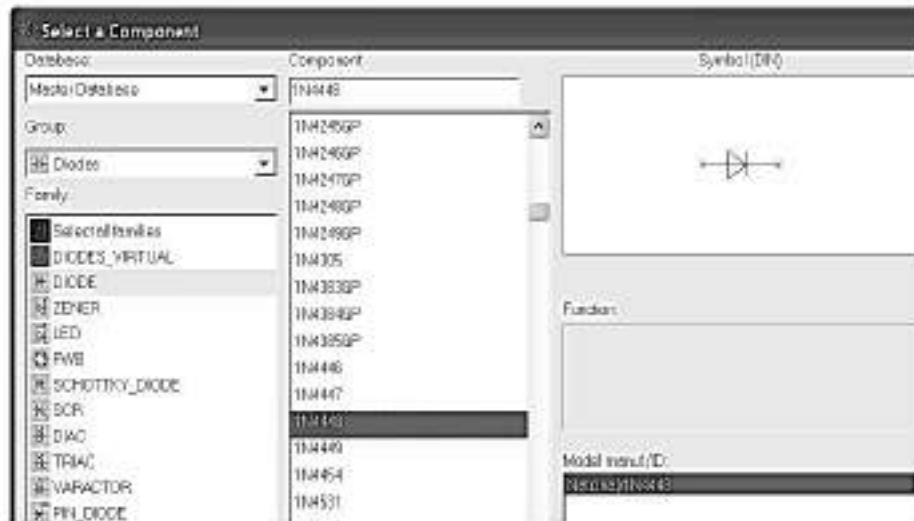 Select a Component
Database:
Master Database
Group:
Diodes
Family:
Select all families
DIODES_VIRTUAL
DIODE
ZENER
LED
FWB
SCHOTTKY_DIODE
SCR
DIAC
TRIAC
VARACTOR
PIN_DIODE
Component:
1N4448
1N4245GP
1N4246GP
1N4247GP
1N4248GP
1N4249GP
1N4305
1N4383GP
1N4384GP
1N4385GP
1N4446
1N4447
1N4448
1N4449
1N4454
1N4531
Symbol (DIN)
Function:
Model manuf./ID: